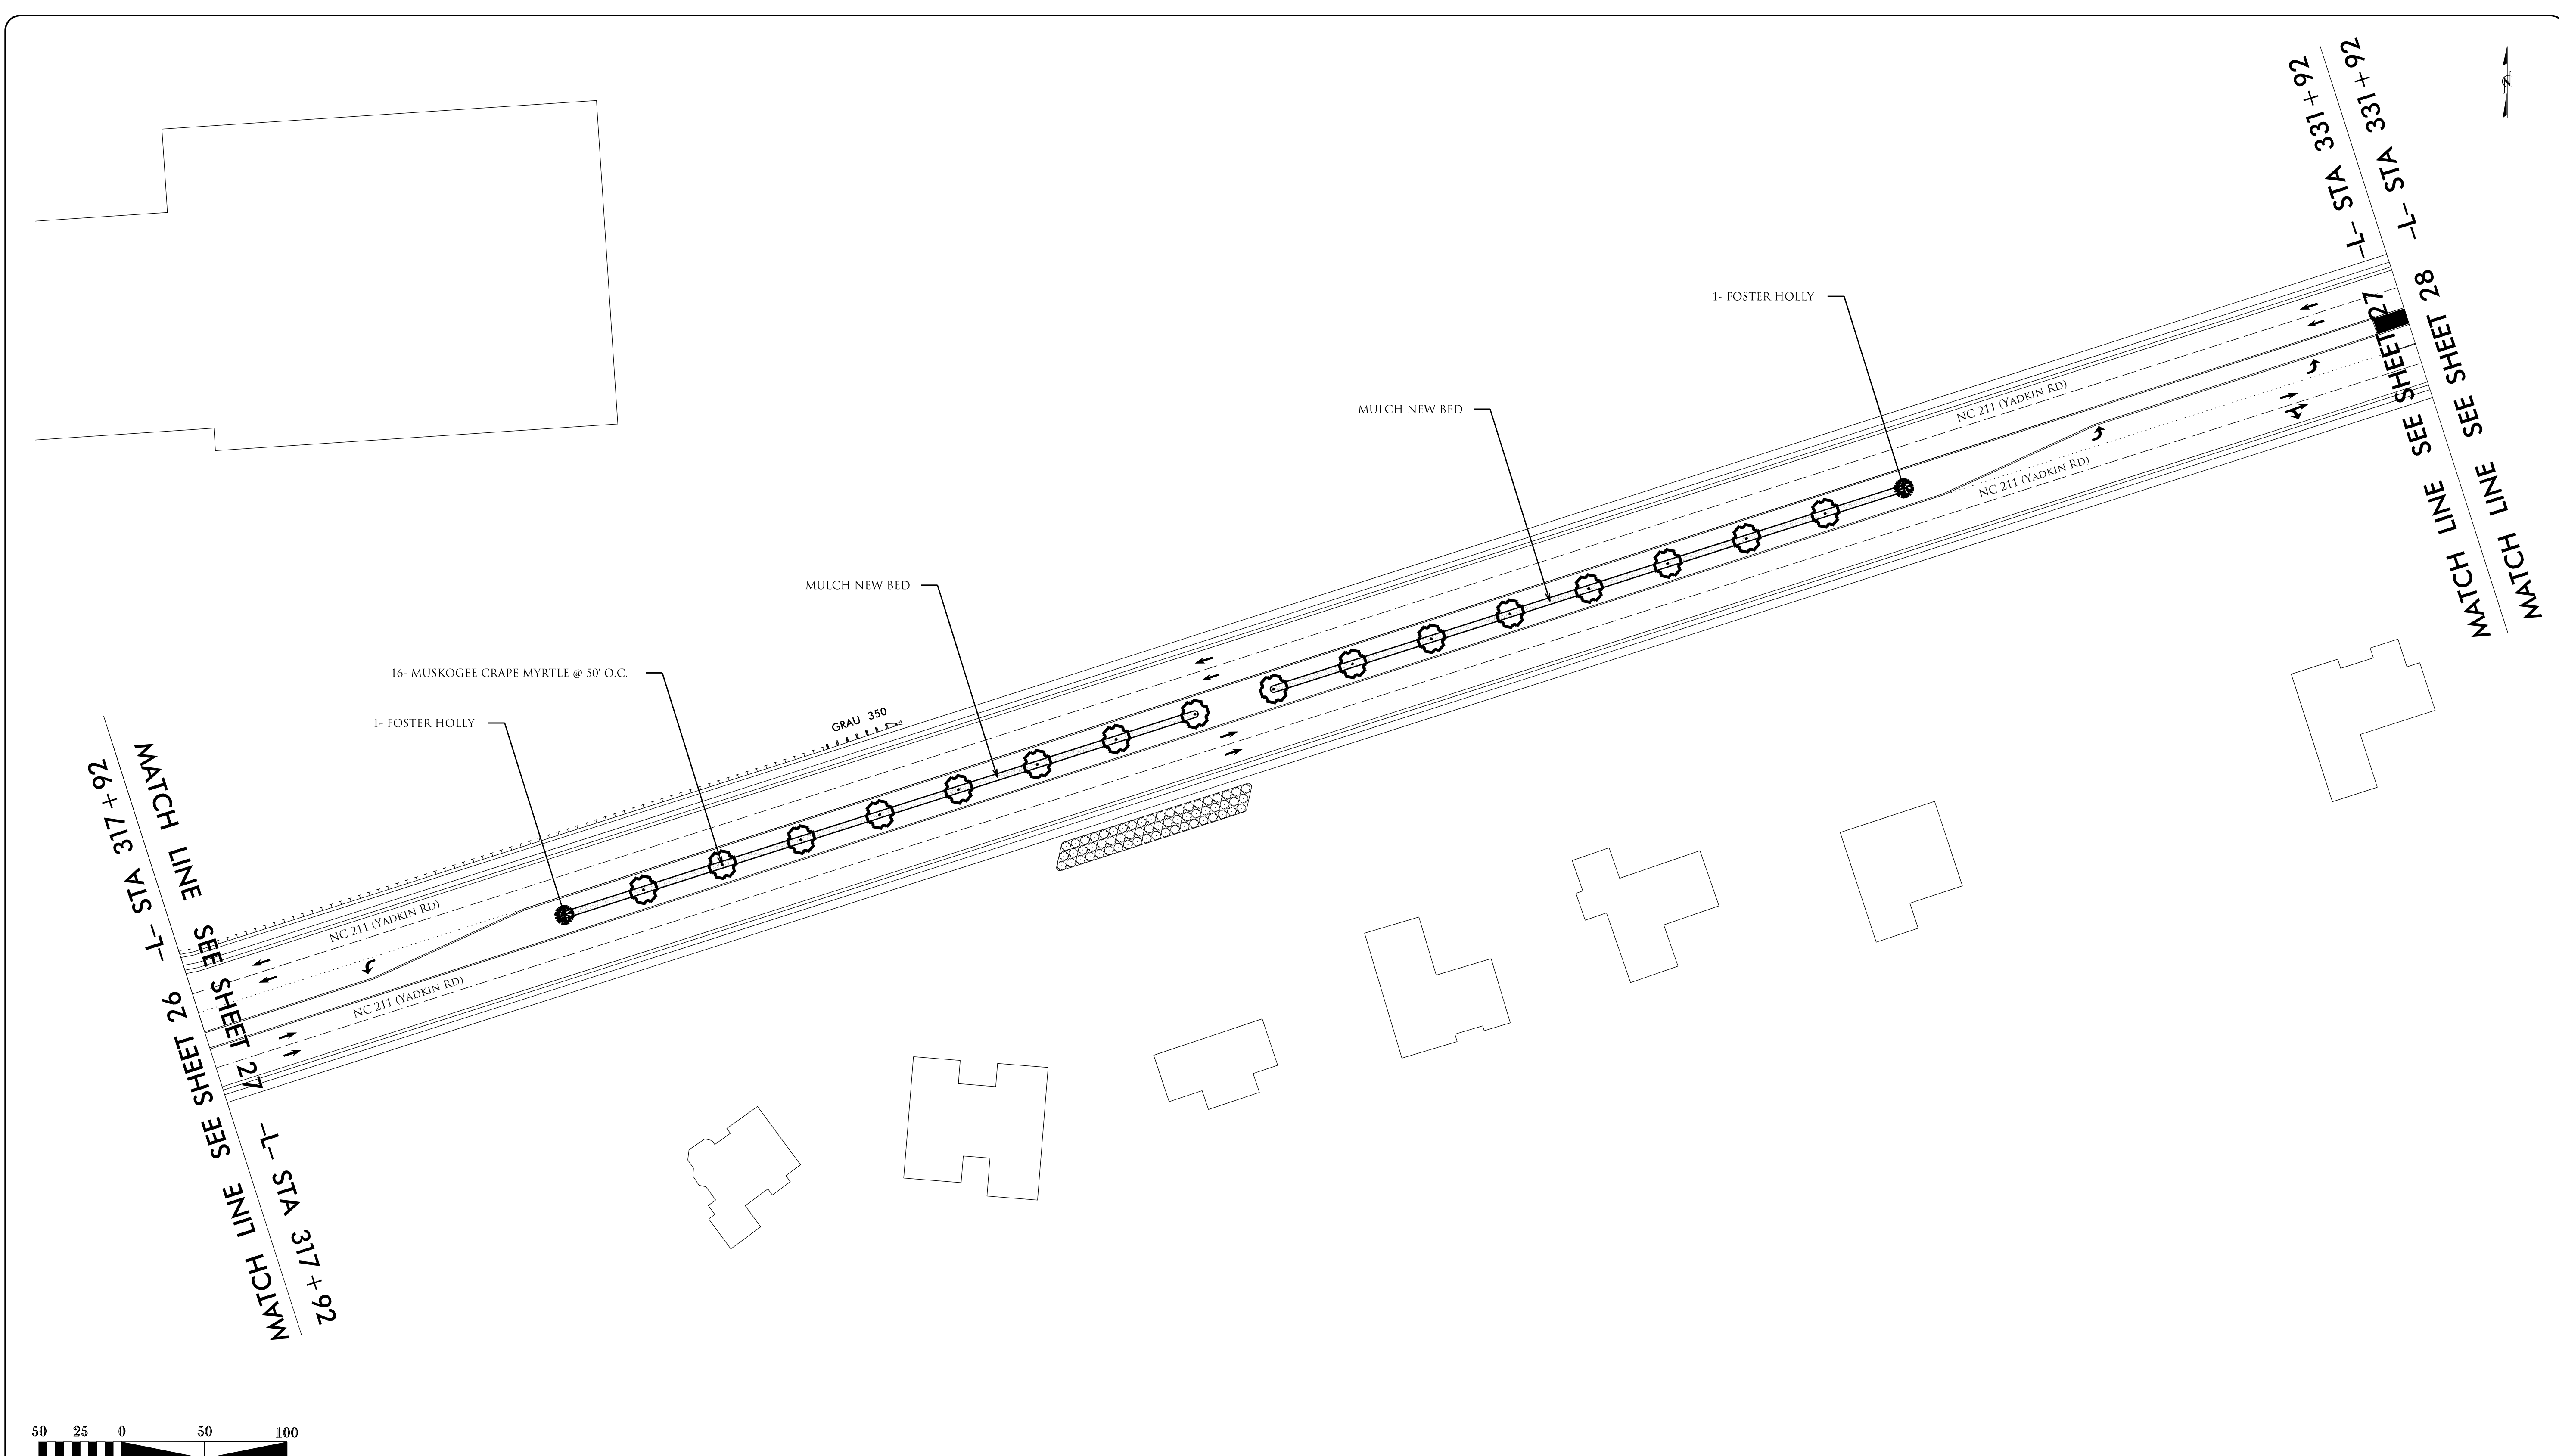 -L- STA 331+92
-L- STA 331+92
1- FOSTER HOLLY
MULCH NEW BED
NC 211 (YADKIN RD)
NC 211 (YADKIN RD)
MATCH LINE SEE SHEET 27
MATCH LINE SEE SHEET 28
MULCH NEW BED
16- MUSKOGEE CRAPE MYRTLE @ 50' O.C.
1- FOSTER HOLLY
GRAU 350
-L- STA 317+92
MATCH LINE SEE SHEET 27
NC 211 (YADKIN RD)
NC 211 (YADKIN RD)
MATCH LINE SEE SHEET 26
-L- STA 317+92
50 25 0 50 100